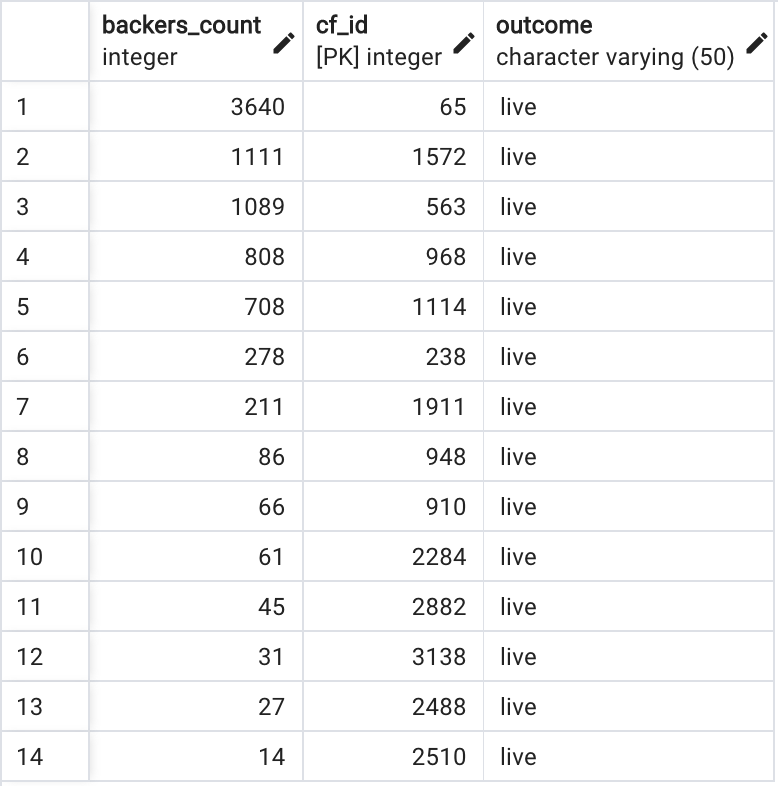 backers_count cf_id outcome
integer [PK] integer character varying (50)
1 3640 65 live
2 1111 1572 live
3 1089 563 live
4 808 968 live
5 708 1114 live
6 278 238 live
7 211 1911 live
8 86 948 live
9 66 910 live
10 61 2284 live
11 45 2882 live
12 31 3138 live
13 27 2488 live
14 14 2510 live